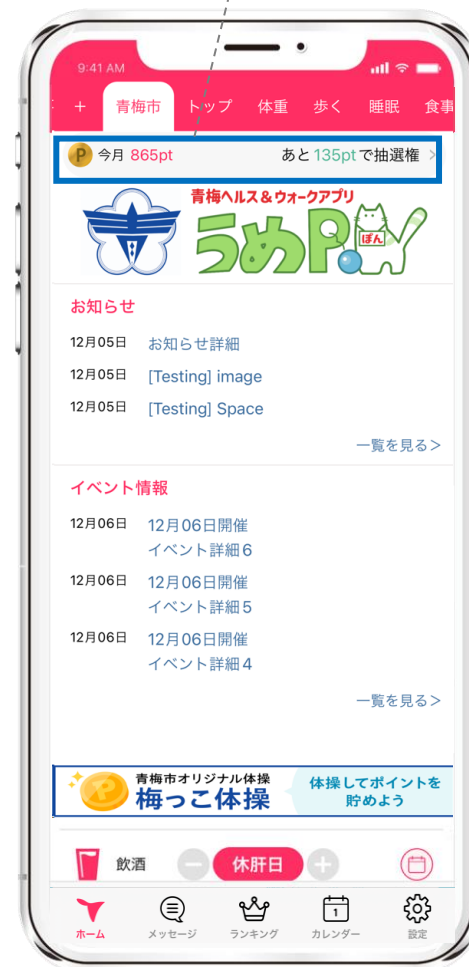 9:41 AM
+ 青梅市 トップ 体重 歩く 睡眠 食事
P 今月 865pt あと135ptで抽選権 >
青梅ヘルス&ウォークアプリ
うめPAY
ぽん
お知らせ
12月05日 お知らせ詳細
12月05日 [Testing] image
12月05日 [Testing] Space
一覧を見る>
イベント情報
12月06日 12月06日開催
イベント詳細6
12月06日 12月06日開催
イベント詳細5
12月06日 12月06日開催
イベント詳細4
一覧を見る>
P 青梅市オリジナル体操 体操してポイントを
梅っこ体操 貯めよう
飲酒 − 休肝日 +
1
ホーム メッセージ ランキング カレンダー 設定